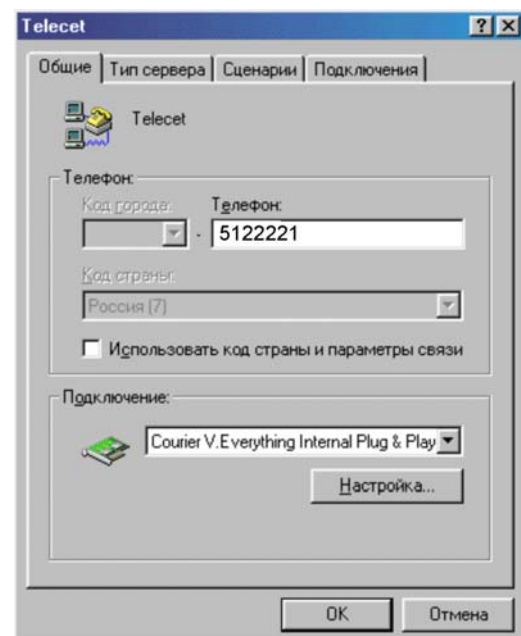 Telecet
Общие Тип сервера Сценарии Подключения
Telecet
Телефон:
Код города: Телефон:
- 5122221
Код страны:
Россия (7)
Использовать код страны и параметры связи
Подключение:
Courier V.Everything Internal Plug & Play
Настройка...
OK Отмена